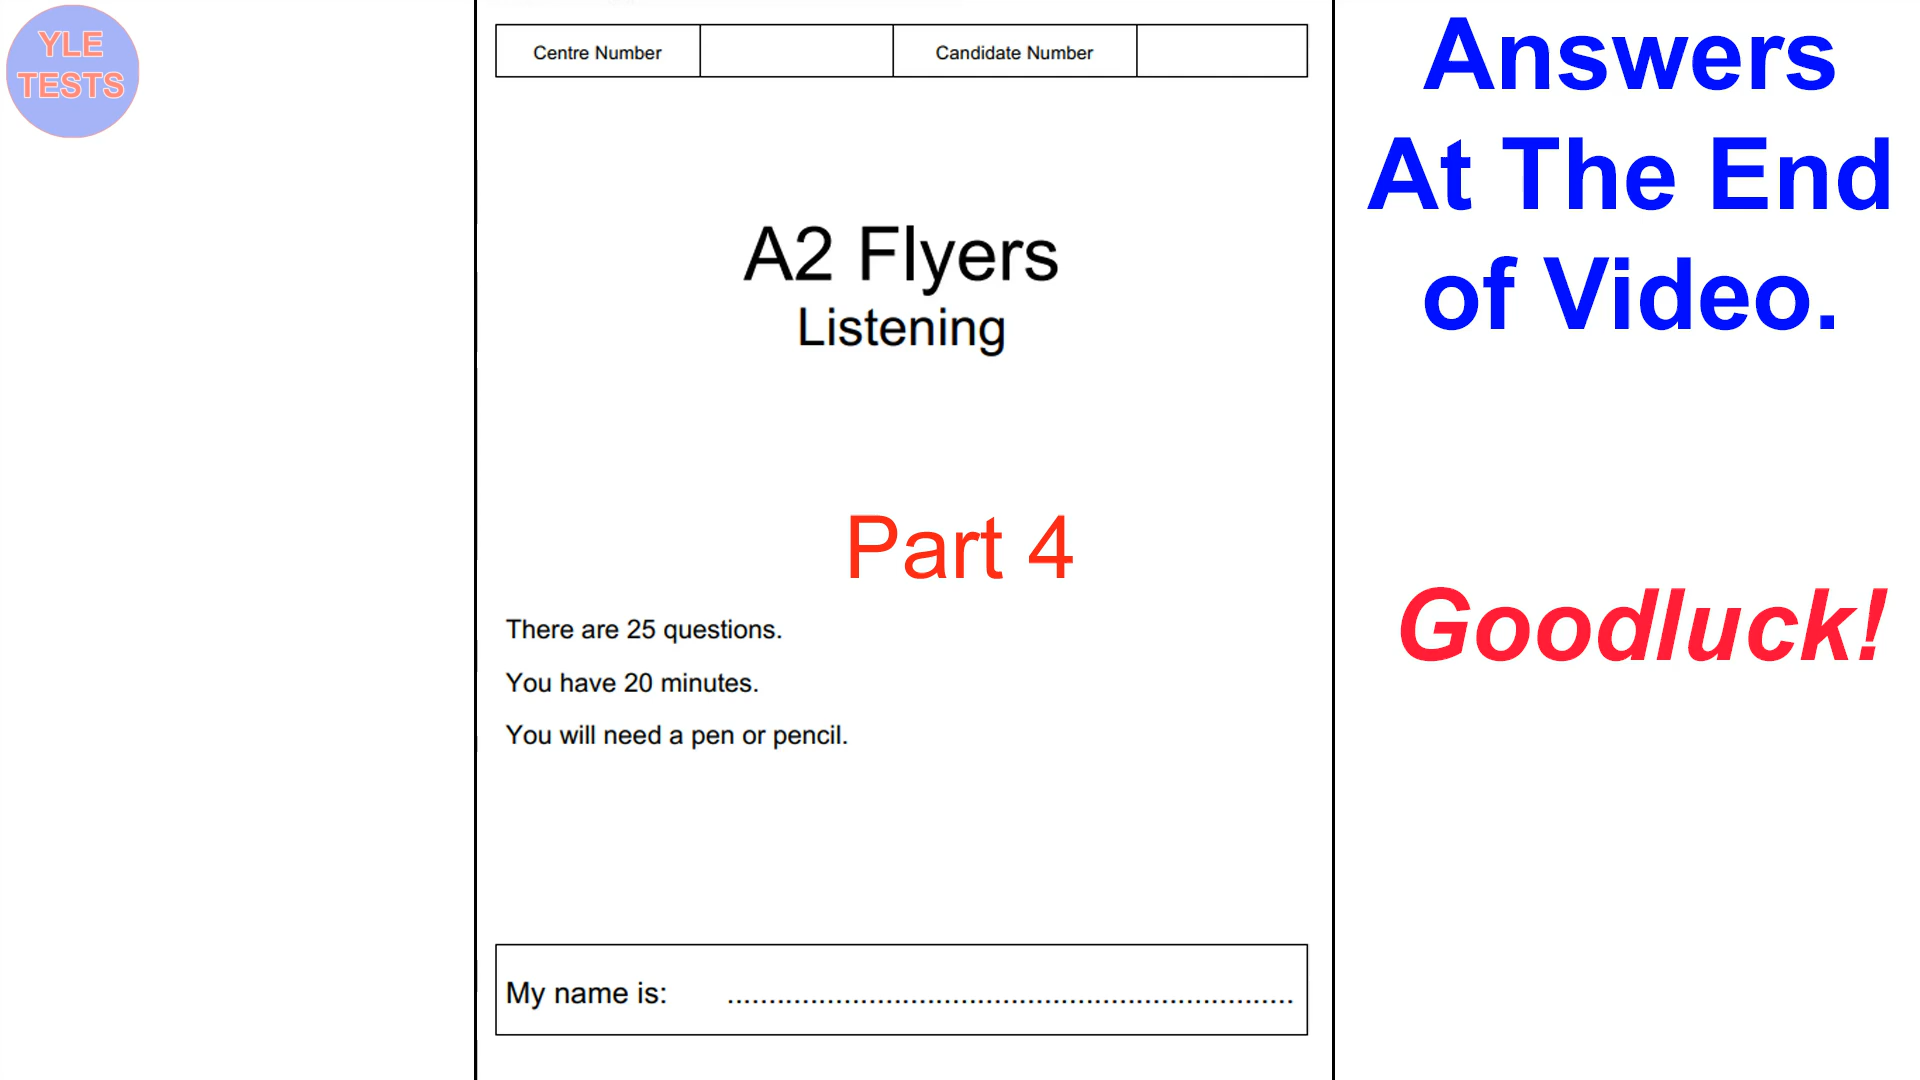 YLE
TESTS
Centre Number
Candidate Number
A2 Flyers
Listening
Part 4
There are 25 questions.
You have 20 minutes.
You will need a pen or pencil.
My name is: ....................................................................
Answers
At The End
of Video.
Goodluck!